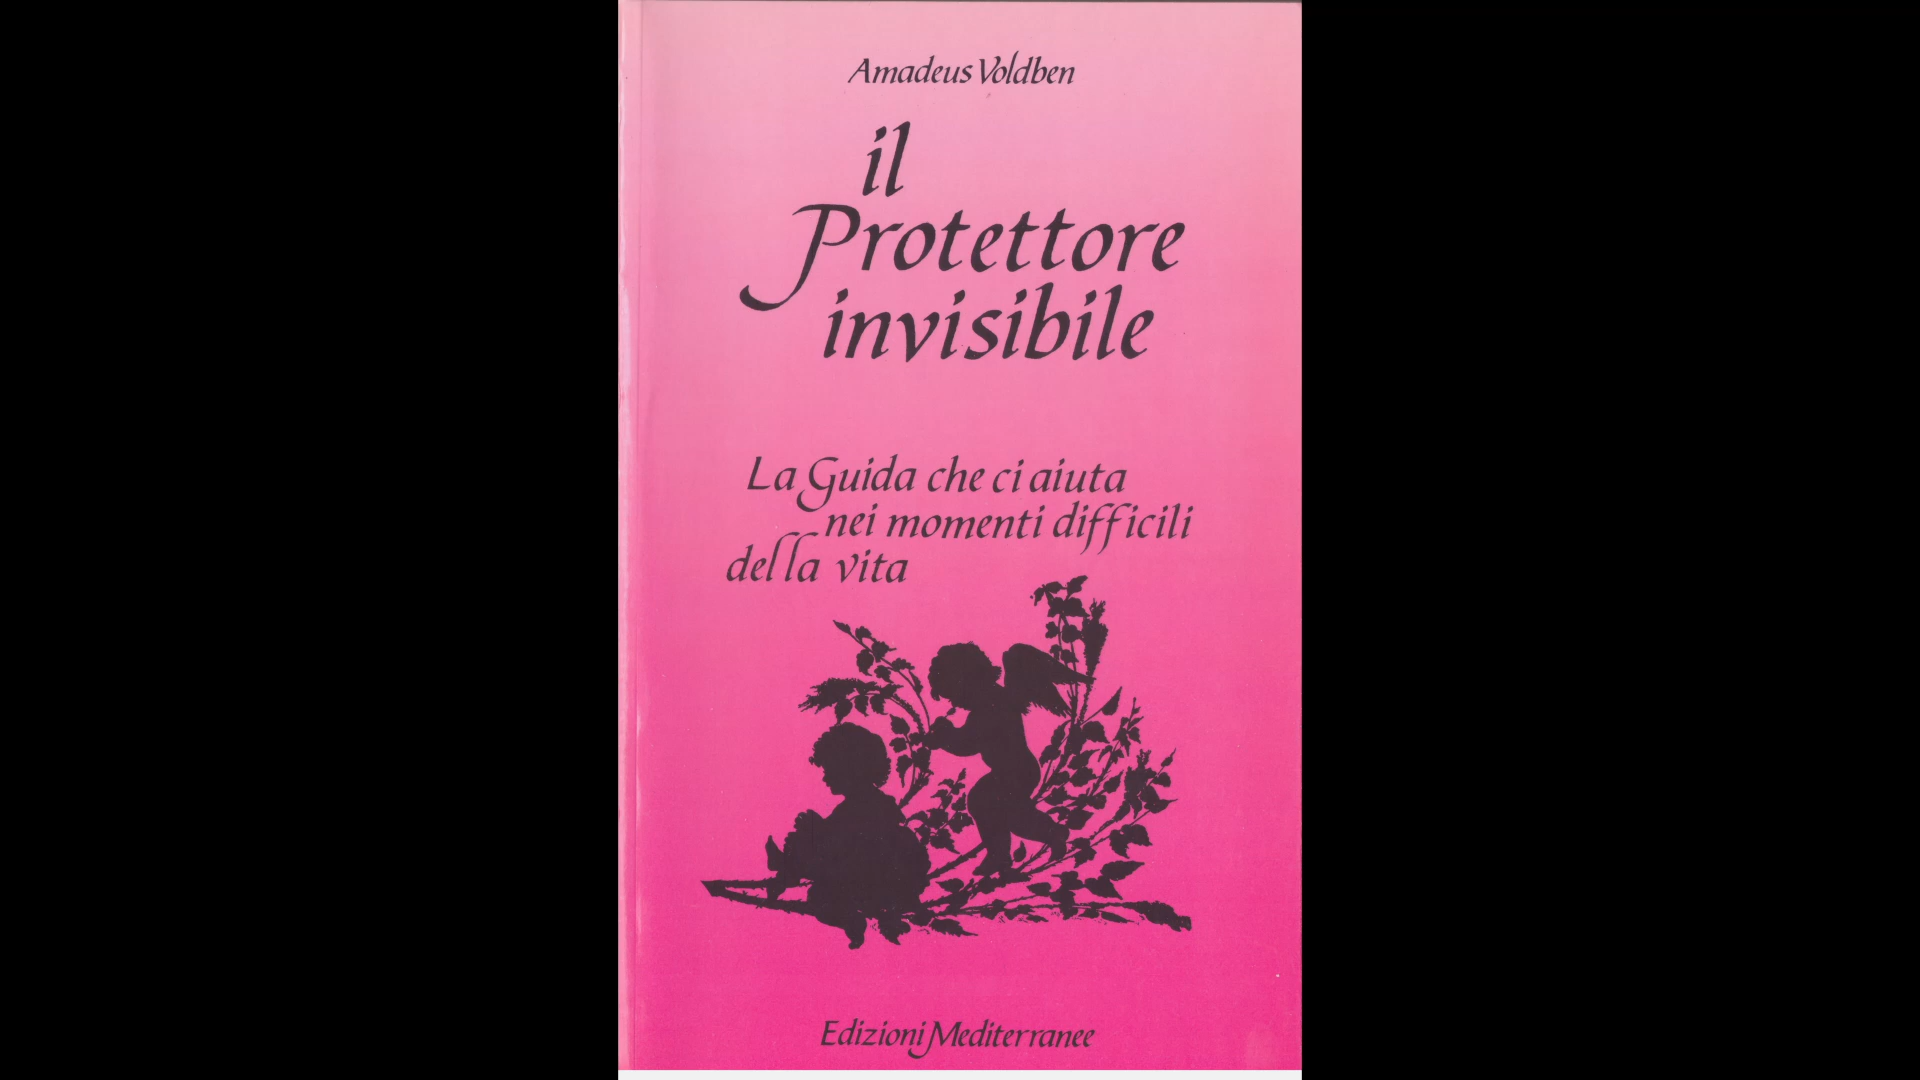 Amadeus Voldben
il
Protettore
invisibile
La Guida che ci aiuta
nei momenti difficili
della vita
Edizioni Mediterranee